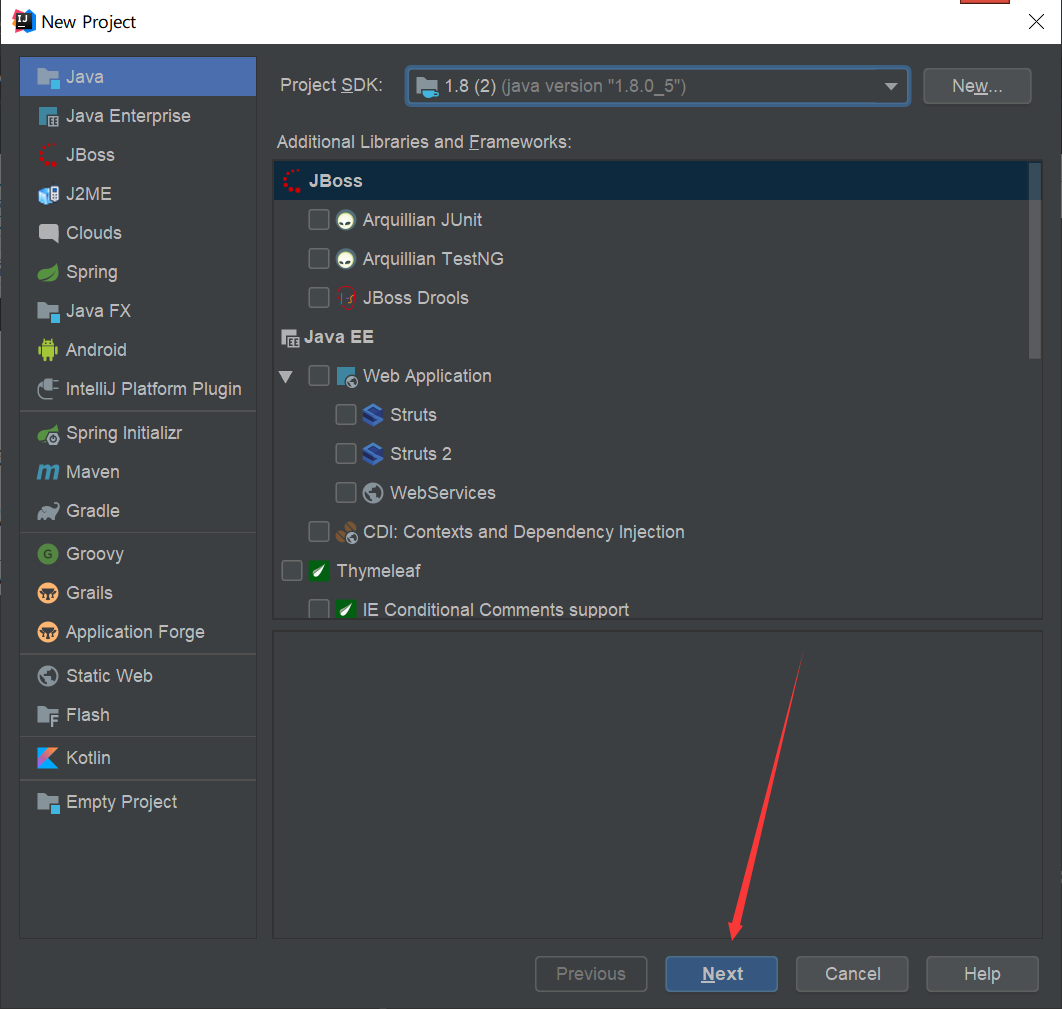 New Project
Java
Java Enterprise
JBoss
J2ME
Clouds
Spring
Java FX
Android
IntelliJ Platform Plugin
Spring Initializr
Maven
Gradle
Groovy
Grails
Application Forge
Static Web
Flash
Kotlin
Empty Project
Project SDK: 1.8 (2) (java version "1.8.0_5") New...
Additional Libraries and Frameworks:
JBoss
Arquillian JUnit
Arquillian TestNG
JBoss Drools
Java EE
Web Application
Struts
Struts 2
WebServices
CDI: Contexts and Dependency Injection
Thymeleaf
IE Conditional Comments support
Previous Next Cancel Help